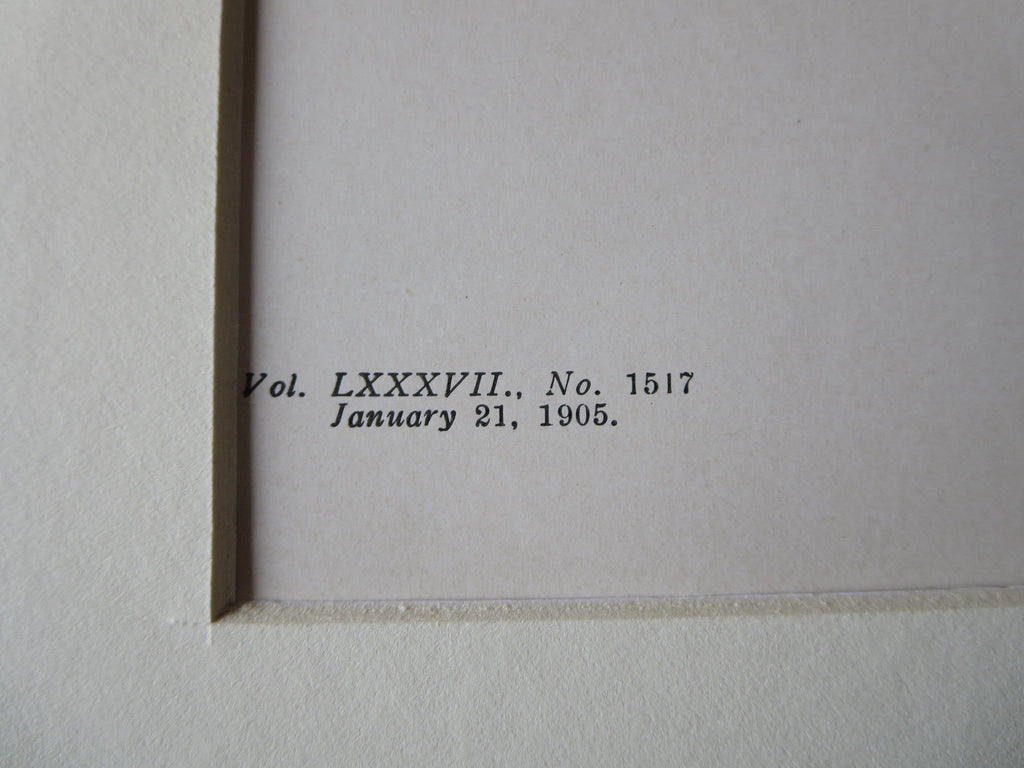 Vol. LXXXVII., No. 1517
January 21, 1905.